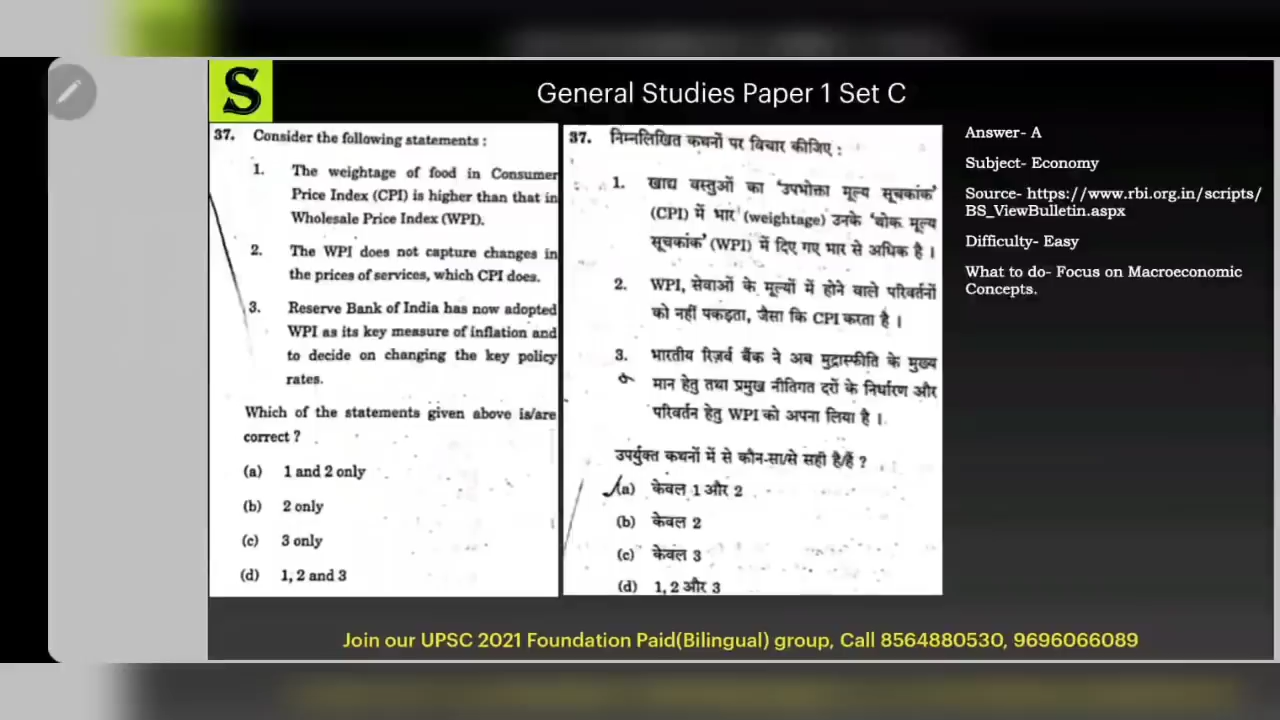 S
General Studies Paper 1 Set C
37. Consider the following statements :
1. The weightage of food in Consumer
Price Index (CPI) is higher than that in
Wholesale Price Index (WPI).
2. The WPI does not capture changes in
the prices of services, which CPI does.
3. Reserve Bank of India has now adopted
WPI as its key measure of inflation and
to decide on changing the key policy
rates.
Which of the statements given above is/are
correct ?
(a) 1 and 2 only
(b) 2 only
(c) 3 only
(d) 1, 2 and 3
37. निम्नलिखित कथनों पर विचार कीजिए :
1. खाद्य वस्तुओं का 'उपभोक्ता मूल्य सूचकांक'
(CPI) में भार (weightage) उनके 'थोक मूल्य
सूचकांक' (WPI) में दिए गए भार से अधिक है ।
2. WPI, सेवाओं के मूल्यों में होने वाले परिवर्तनों
को नहीं पकड़ता, जैसा कि CPI करता है ।
3. भारतीय रिज़र्व बैंक ने अब मुद्रास्फीति के मुख्य
मान हेतु तथा प्रमुख नीतिगत दरों के निर्धारण और
परिवर्तन हेतु WPI को अपना लिया है ।
उपर्युक्त कथनों में से कौन-सा/से सही है/हैं ?
(a) केवल 1 और 2
(b) केवल 2
(c) केवल 3
(d) 1, 2 और 3
Answer- A
Subject- Economy
Source- https://www.rbi.org.in/scripts/
BS_ViewBulletin.aspx
Difficulty- Easy
What to do- Focus on Macroeconomic
Concepts.
Join our UPSC 2021 Foundation Paid(Bilingual) group, Call 8564880530, 9696066089